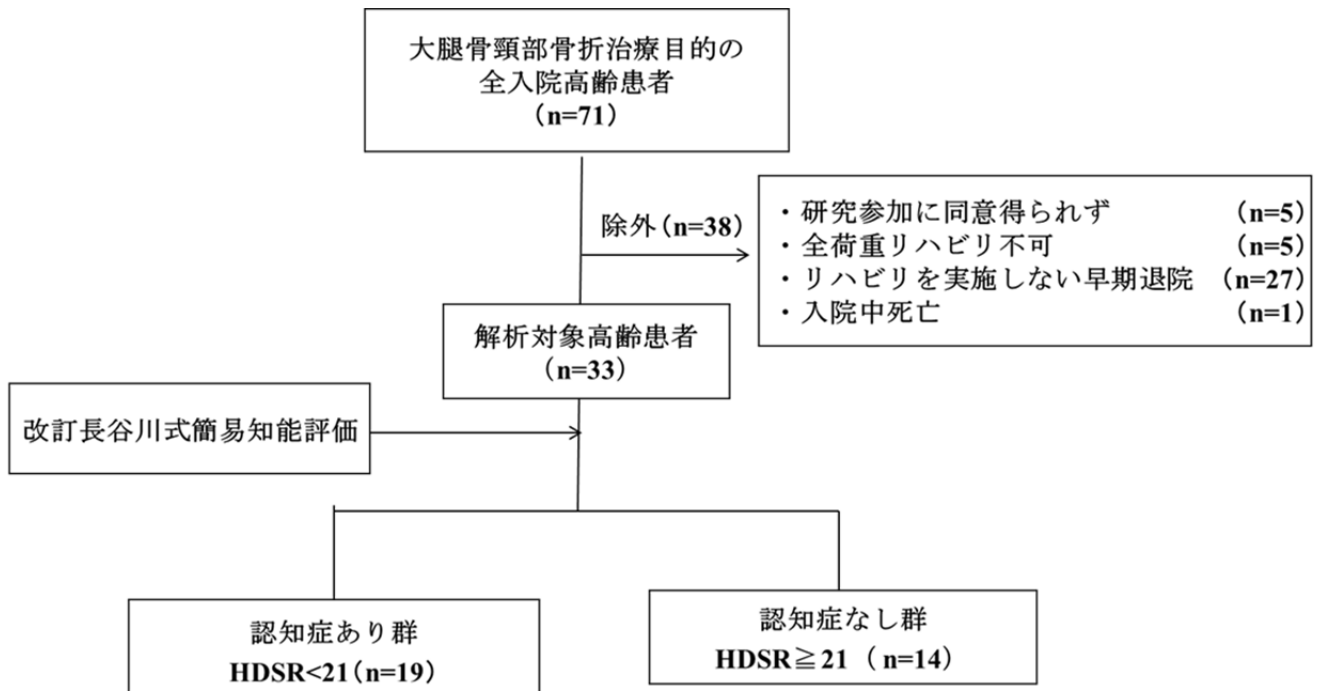 大腿骨頸部骨折治療目的の
全入院高齢患者
（n=71）
除外（n=38）
・研究参加に同意得られず （n=5）
・全荷重リハビリ不可 （n=5）
・リハビリを実施しない早期退院 （n=27）
・入院中死亡 （n=1）
解析対象高齢患者
（n=33）
改訂長谷川式簡易知能評価
認知症あり群
HDSR<21（n=19）
認知症なし群
HDSR≧21（n=14）